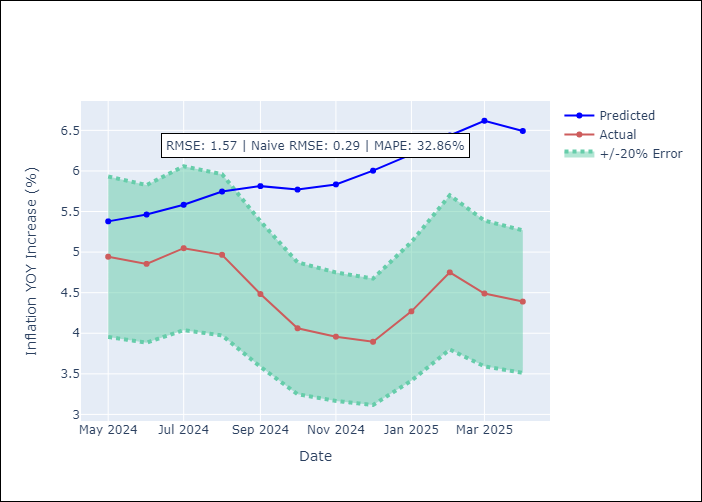 Predicted
Actual
+/-20% Error
RMSE: 1.57 | Naive RMSE: 0.29 | MAPE: 32.86%
6.5
6
5.5
5
4.5
4
3.5
3
Inflation YOY Increase (%)
May 2024 Jul 2024 Sep 2024 Nov 2024 Jan 2025 Mar 2025
Date